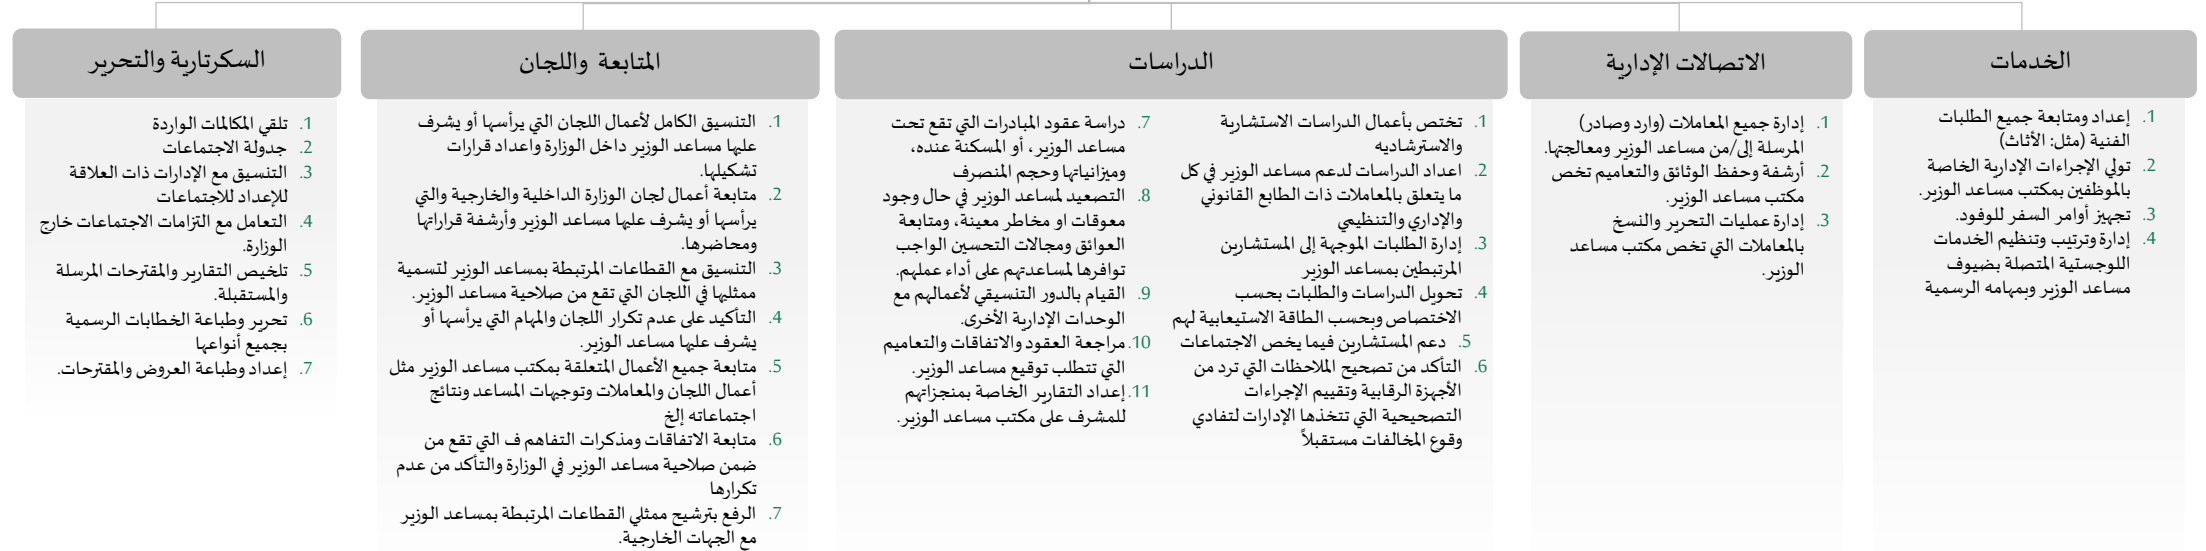 الخدمات
1. إعداد ومتابعة جميع الطلبات
الفنية (مثل: الأثاث)
2. تولي الإجراءات الإدارية الخاصة
بالموظفين بمكتب مساعد الوزير.
3. تجهيز أوامر السفر للوفود.
4. إدارة وترتيب وتنظيم الخدمات
اللوجستية المتصلة بضيوف
مساعد الوزير وبمهامه الرسمية
الاتصالات الإدارية
1. إدارة جميع المعاملات (وارد وصادر)
المرسلة إلى/من مساعد الوزير ومعالجتها.
2. أرشفة وحفظ الوثائق والتعاميم تخص
مكتب مساعد الوزير.
3. إدارة عمليات التحرير والنسخ
بالمعاملات التي تخص مكتب مساعد
الوزير.
الدراسات
1. تختص بأعمال الدراسات الاستشارية
والاسترشاديه
2. اعداد الدراسات لدعم مساعد الوزير في كل
ما يتعلق بالمعاملات ذات الطابع القانوني
والإداري والتنظيمي
3. إدارة الطلبات الموجهة إلى المستشارين
المرتبطين بمساعد الوزير
4. تحويل الدراسات والطلبات بحسب
الاختصاص وبحسب الطاقة الاستيعابية لهم
5. دعم المستشارين فيما يخص الاجتماعات
6. التأكد من تصحيح الملاحظات التي ترد من
الأجهزة الرقابية وتقييم الإجراءات
التصحيحية التي تتخذها الإدارات لتفادي
وقوع المخالفات مستقبلاً
7. دراسة عقود المبادرات التي تقع تحت
مساعد الوزير، أو المسكنة عنده،
وميزانياتها وحجم المنصرف
8. التصعيد لمساعد الوزير في حال وجود
معوقات او مخاطر معينة، ومتابعة
العوائق ومجالات التحسين الواجب
توافرها لمساعدتهم على أداء عملهم.
9. القيام بالدور التنسيقي لأعمالهم مع
الوحدات الإدارية الأخرى.
10. مراجعة العقود والاتفاقات والتعاميم
التي تتطلب توقيع مساعد الوزير.
11. إعداد التقارير الخاصة بمنجزاتهم
للمشرف على مكتب مساعد الوزير.
المتابعة واللجان
1. التنسيق الكامل لأعمال اللجان التي يرأسها أو يشرف
عليها مساعد الوزير داخل الوزارة واعداد قرارات
تشكيلها.
2. متابعة أعمال لجان الوزارة الداخلية والخارجية والتي
يرأسها أو يشرف عليها مساعد الوزير وأرشفة قراراتها
ومحاضرها.
3. التنسيق مع القطاعات المرتبطة بمساعد الوزير لتسمية
ممثليها في اللجان التي تقع من صلاحية مساعد الوزير.
4. التأكيد على عدم تكرار اللجان والمهام التي يرأسها أو
يشرف عليها مساعد الوزير.
5. متابعة جميع الأعمال المتعلقة بمكتب مساعد الوزير مثل
أعمال اللجان والمعاملات وتوجيهات المساعد ونتائج
اجتماعاته إلخ
6. متابعة الاتفاقات ومذكرات التفاهم ف التي تقع من
ضمن صلاحية مساعد الوزير في الوزارة والتأكد من عدم
تكرارها
7. الرفع بترشيح ممثلي القطاعات المرتبطة بمساعد الوزير
مع الجهات الخارجية.
السكرتارية والتحرير
1. تلقي المكالمات الواردة
2. جدولة الاجتماعات
3. التنسيق مع الإدارات ذات العلاقة
للإعداد للاجتماعات
4. التعامل مع التزامات الاجتماعات خارج
الوزارة.
5. تلخيص التقارير والمقترحات المرسلة
والمستقبلة.
6. تحرير وطباعة الخطابات الرسمية
بجميع أنواعها
7. إعداد وطباعة العروض والمقترحات.